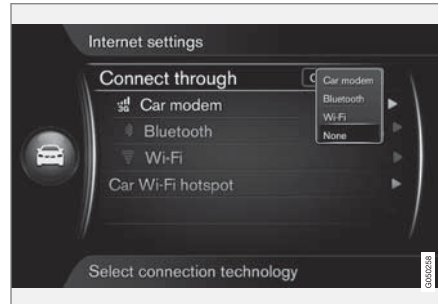 Internet settings
Connect through
Car modem
Bluetooth
Wi-Fi
None
3G Car modem
Bluetooth
Wi-Fi
Car Wi-Fi hotspot
Select connection technology
G050258